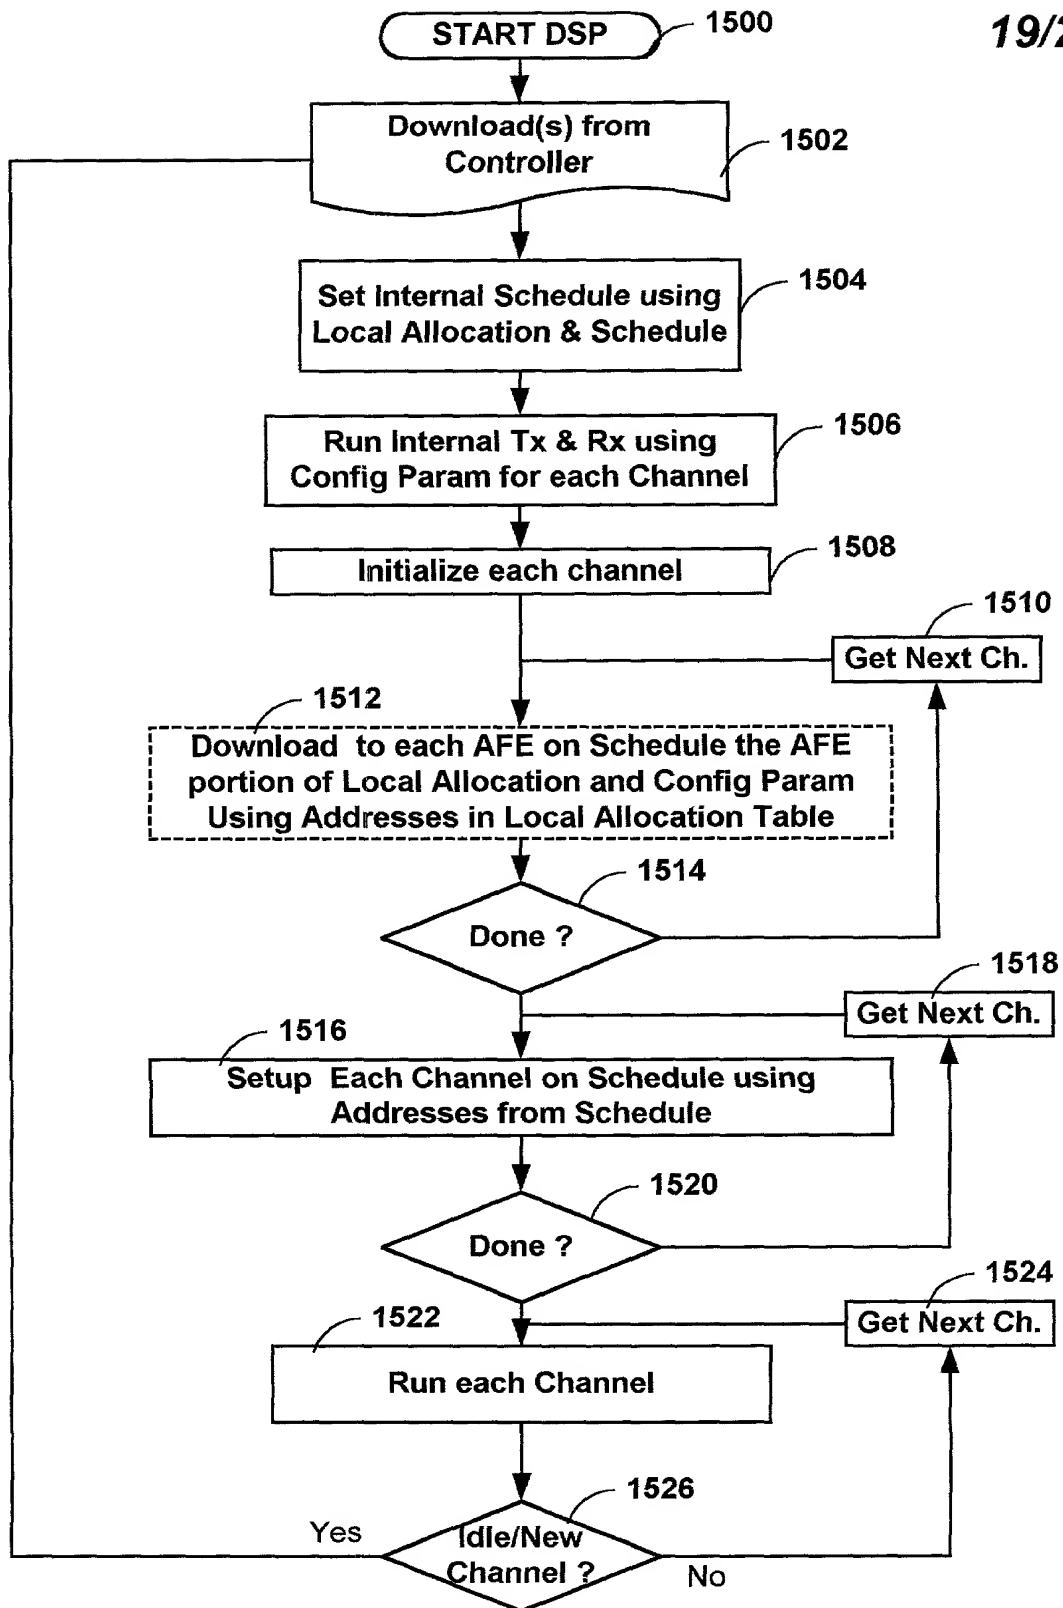 START DSP
1500
19/2
Download(s) from
Controller
1502
Set Internal Schedule using
Local Allocation & Schedule
1504
Run Internal Tx & Rx using
Config Param for each Channel
1506
Initialize each channel
1508
1510
Get Next Ch.
1512
Download to each AFE on Schedule the AFE
portion of Local Allocation and Config Param
Using Addresses in Local Allocation Table
1514
Done ?
1518
Get Next Ch.
1516
Setup Each Channel on Schedule using
Addresses from Schedule
1520
Done ?
1524
Get Next Ch.
1522
Run each Channel
1526
Idle/New
Channel ?
Yes
No